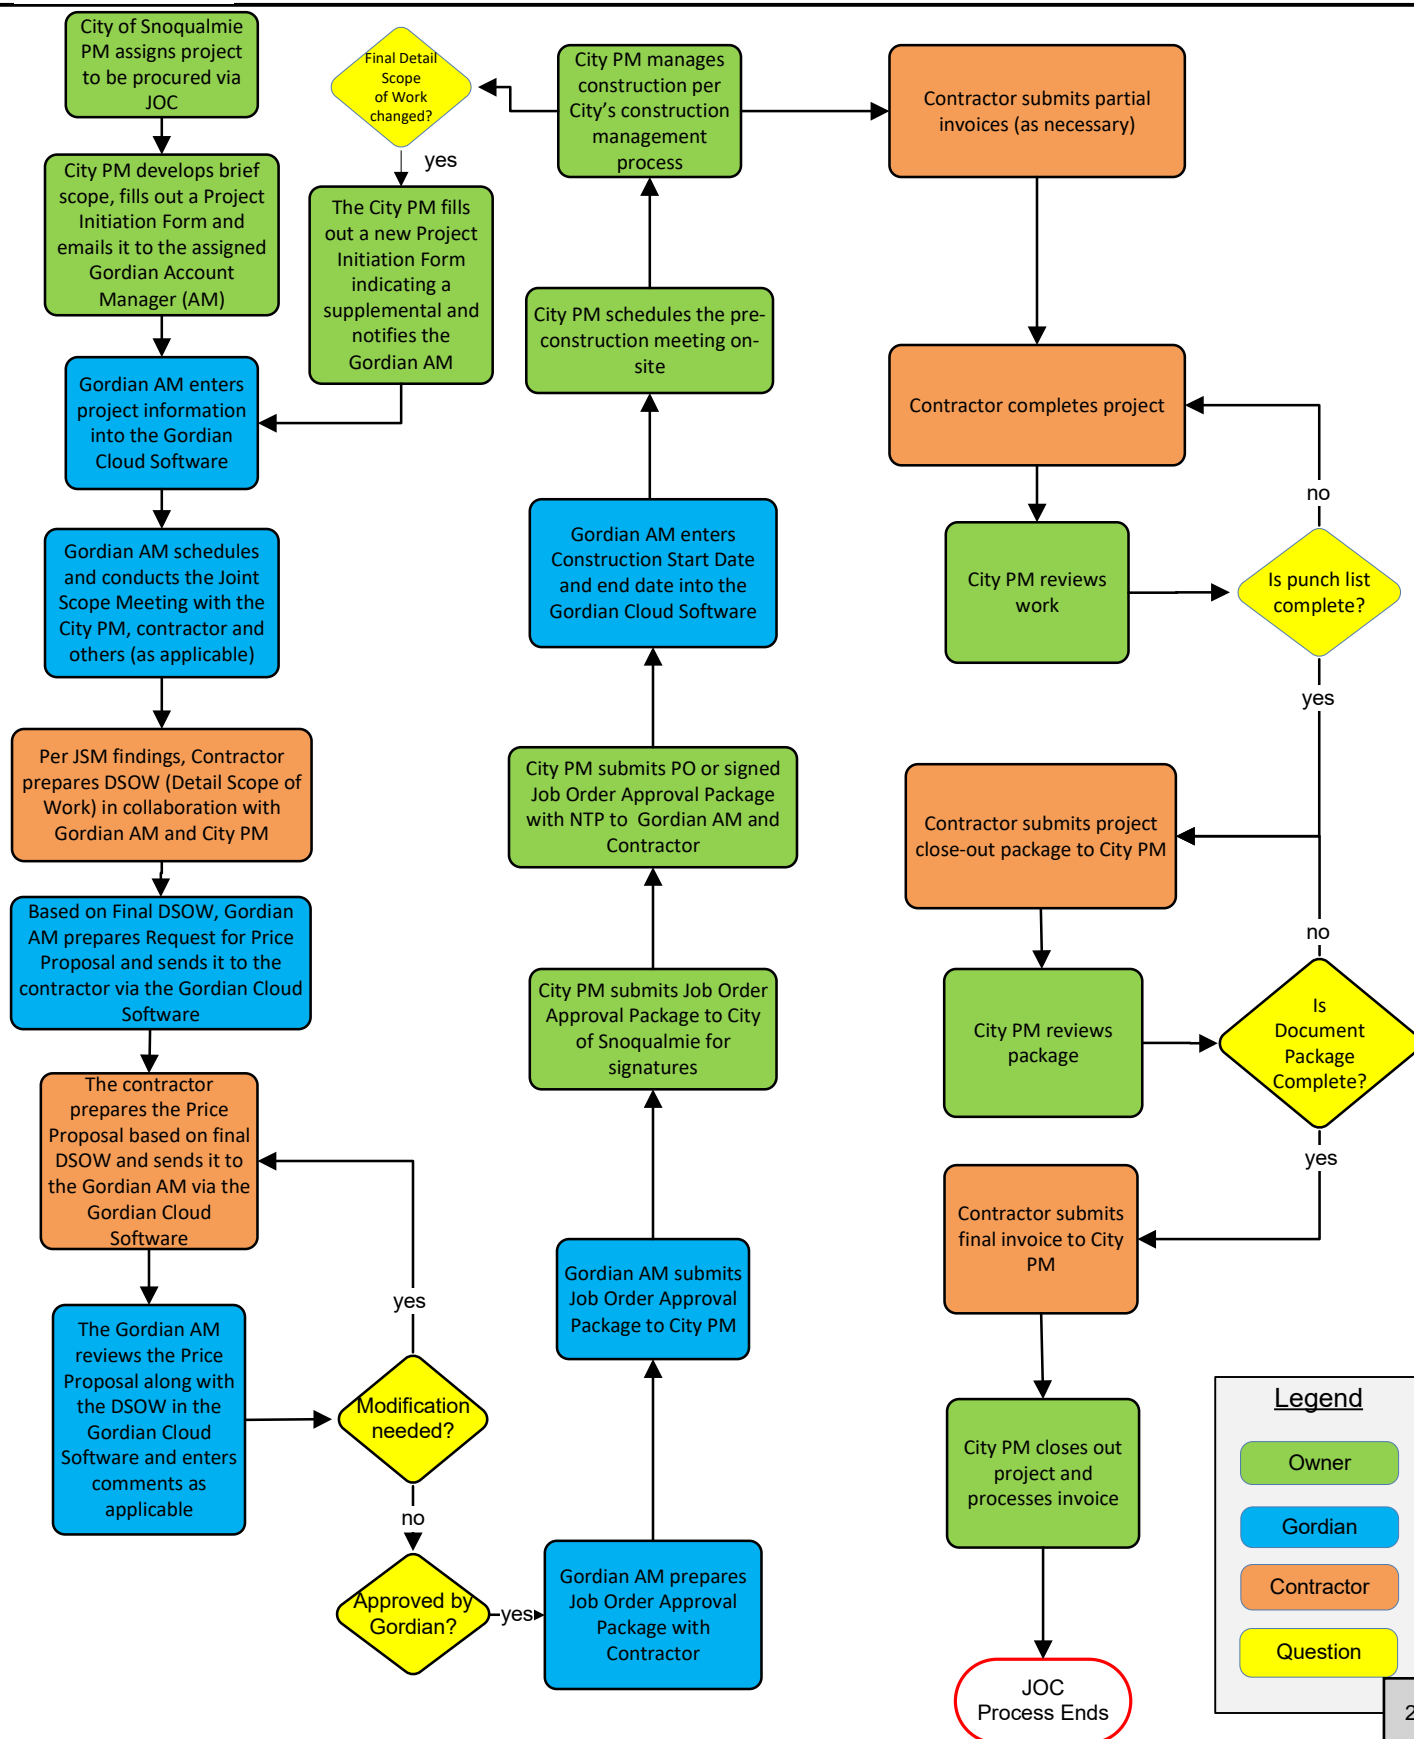 City of Snoqualmie
PM assigns project
to be procured via
JOC
City PM develops brief
scope, fills out a Project
Initiation Form and
emails it to the assigned
Gordian Account
Manager (AM)
Gordian AM enters
project information
into the Gordian
Cloud Software
Gordian AM schedules
and conducts the Joint
Scope Meeting with the
City PM, contractor and
others (as applicable)
Per JSM findings, Contractor
prepares DSOW (Detail Scope of
Work) in collaboration with
Gordian AM and City PM
Based on Final DSOW, Gordian
AM prepares Request for Price
Proposal and sends it to the
contractor via the Gordian Cloud
Software
The contractor
prepares the Price
Proposal based on final
DSOW and sends it to
the Gordian AM via the
Gordian Cloud
Software
The Gordian AM
reviews the Price
Proposal along with
the DSOW in the
Gordian Cloud
Software and enters
comments as
applicable
Final Detail
Scope
of Work
changed?
yes
The City PM fills
out a new Project
Initiation Form
indicating a
supplemental and
notifies the
Gordian AM
yes
Modification
needed?
no
Approved by
Gordian?
yes
City PM manages
construction per
City's construction
management
process
City PM schedules the pre-
construction meeting on-
site
Gordian AM enters
Construction Start Date
and end date into the
Gordian Cloud Software
City PM submits PO or signed
Job Order Approval Package
with NTP to Gordian AM and
Contractor
City PM submits Job Order
Approval Package to City
of Snoqualmie for
signatures
Gordian AM submits
Job Order Approval
Package to City PM
Gordian AM prepares
Job Order Approval
Package with
Contractor
Contractor submits partial
invoices (as necessary)
Contractor completes project
no
City PM reviews
work
Is punch list
complete?
yes
Contractor submits project
close-out package to City PM
no
City PM reviews
package
Is
Document
Package
Complete?
yes
Contractor submits
final invoice to City
PM
City PM closes out
project and
processes invoice
JOC
Process Ends
Legend
Owner
Gordian
Contractor
Question
2